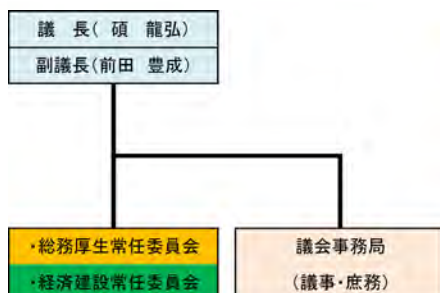 議　長( 碩　龍弘)
副議長(前田 豊成)
･総務厚生常任委員会
･経済建設常任委員会
議会事務局
(議事･庶務)